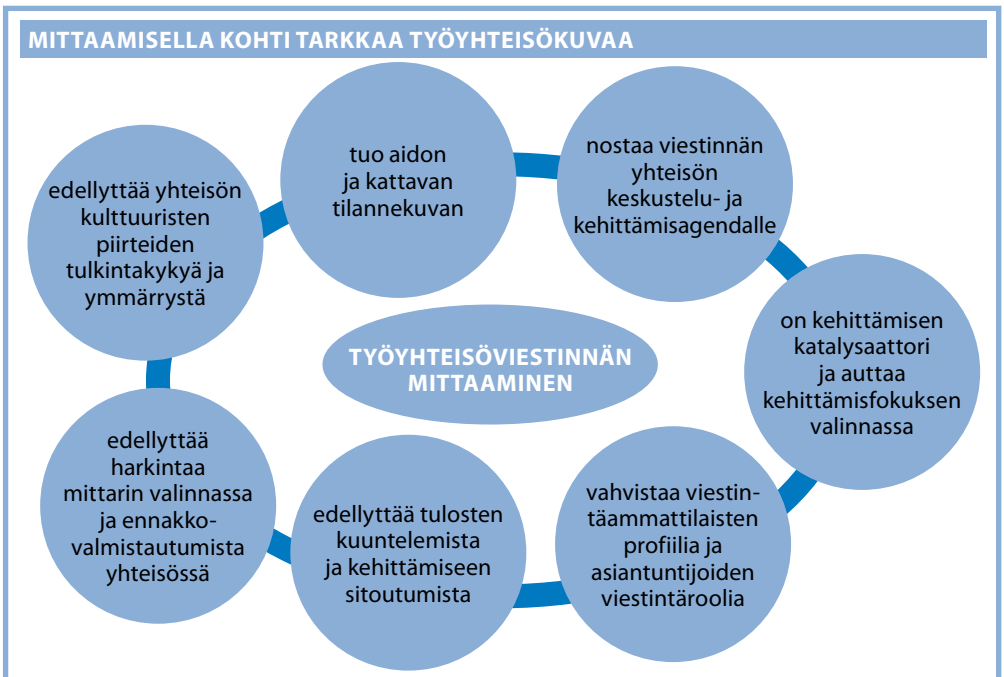 MITTAAMISELLA KOHTI TARKKAA TYÖYHTEISÖKUVAA
tuo aidon
ja kattavan
tilannekuvan
nostaa viestinnän
yhteisön
keskustelu- ja
kehittämisagendalle
on kehittämisen
katalysaattori
ja auttaa
kehittämisfokuksen
valinnassa
vahvistaa viestin-
täammattilaisten
profiilia ja
asiantuntijoiden
viestintäroolia
edellyttää tulosten
kuuntelemista
ja kehittämiseen
sitoutumista
edellyttää
harkintaa
mittarin valinnassa
ja ennakko-
valmistautumista
yhteisössä
edellyttää yhteisön
kulttuuristen
piirteiden
tulkintakykyä ja
ymmärrystä
TYÖYHTEISÖVIESTINNÄN
MITTAAMINEN